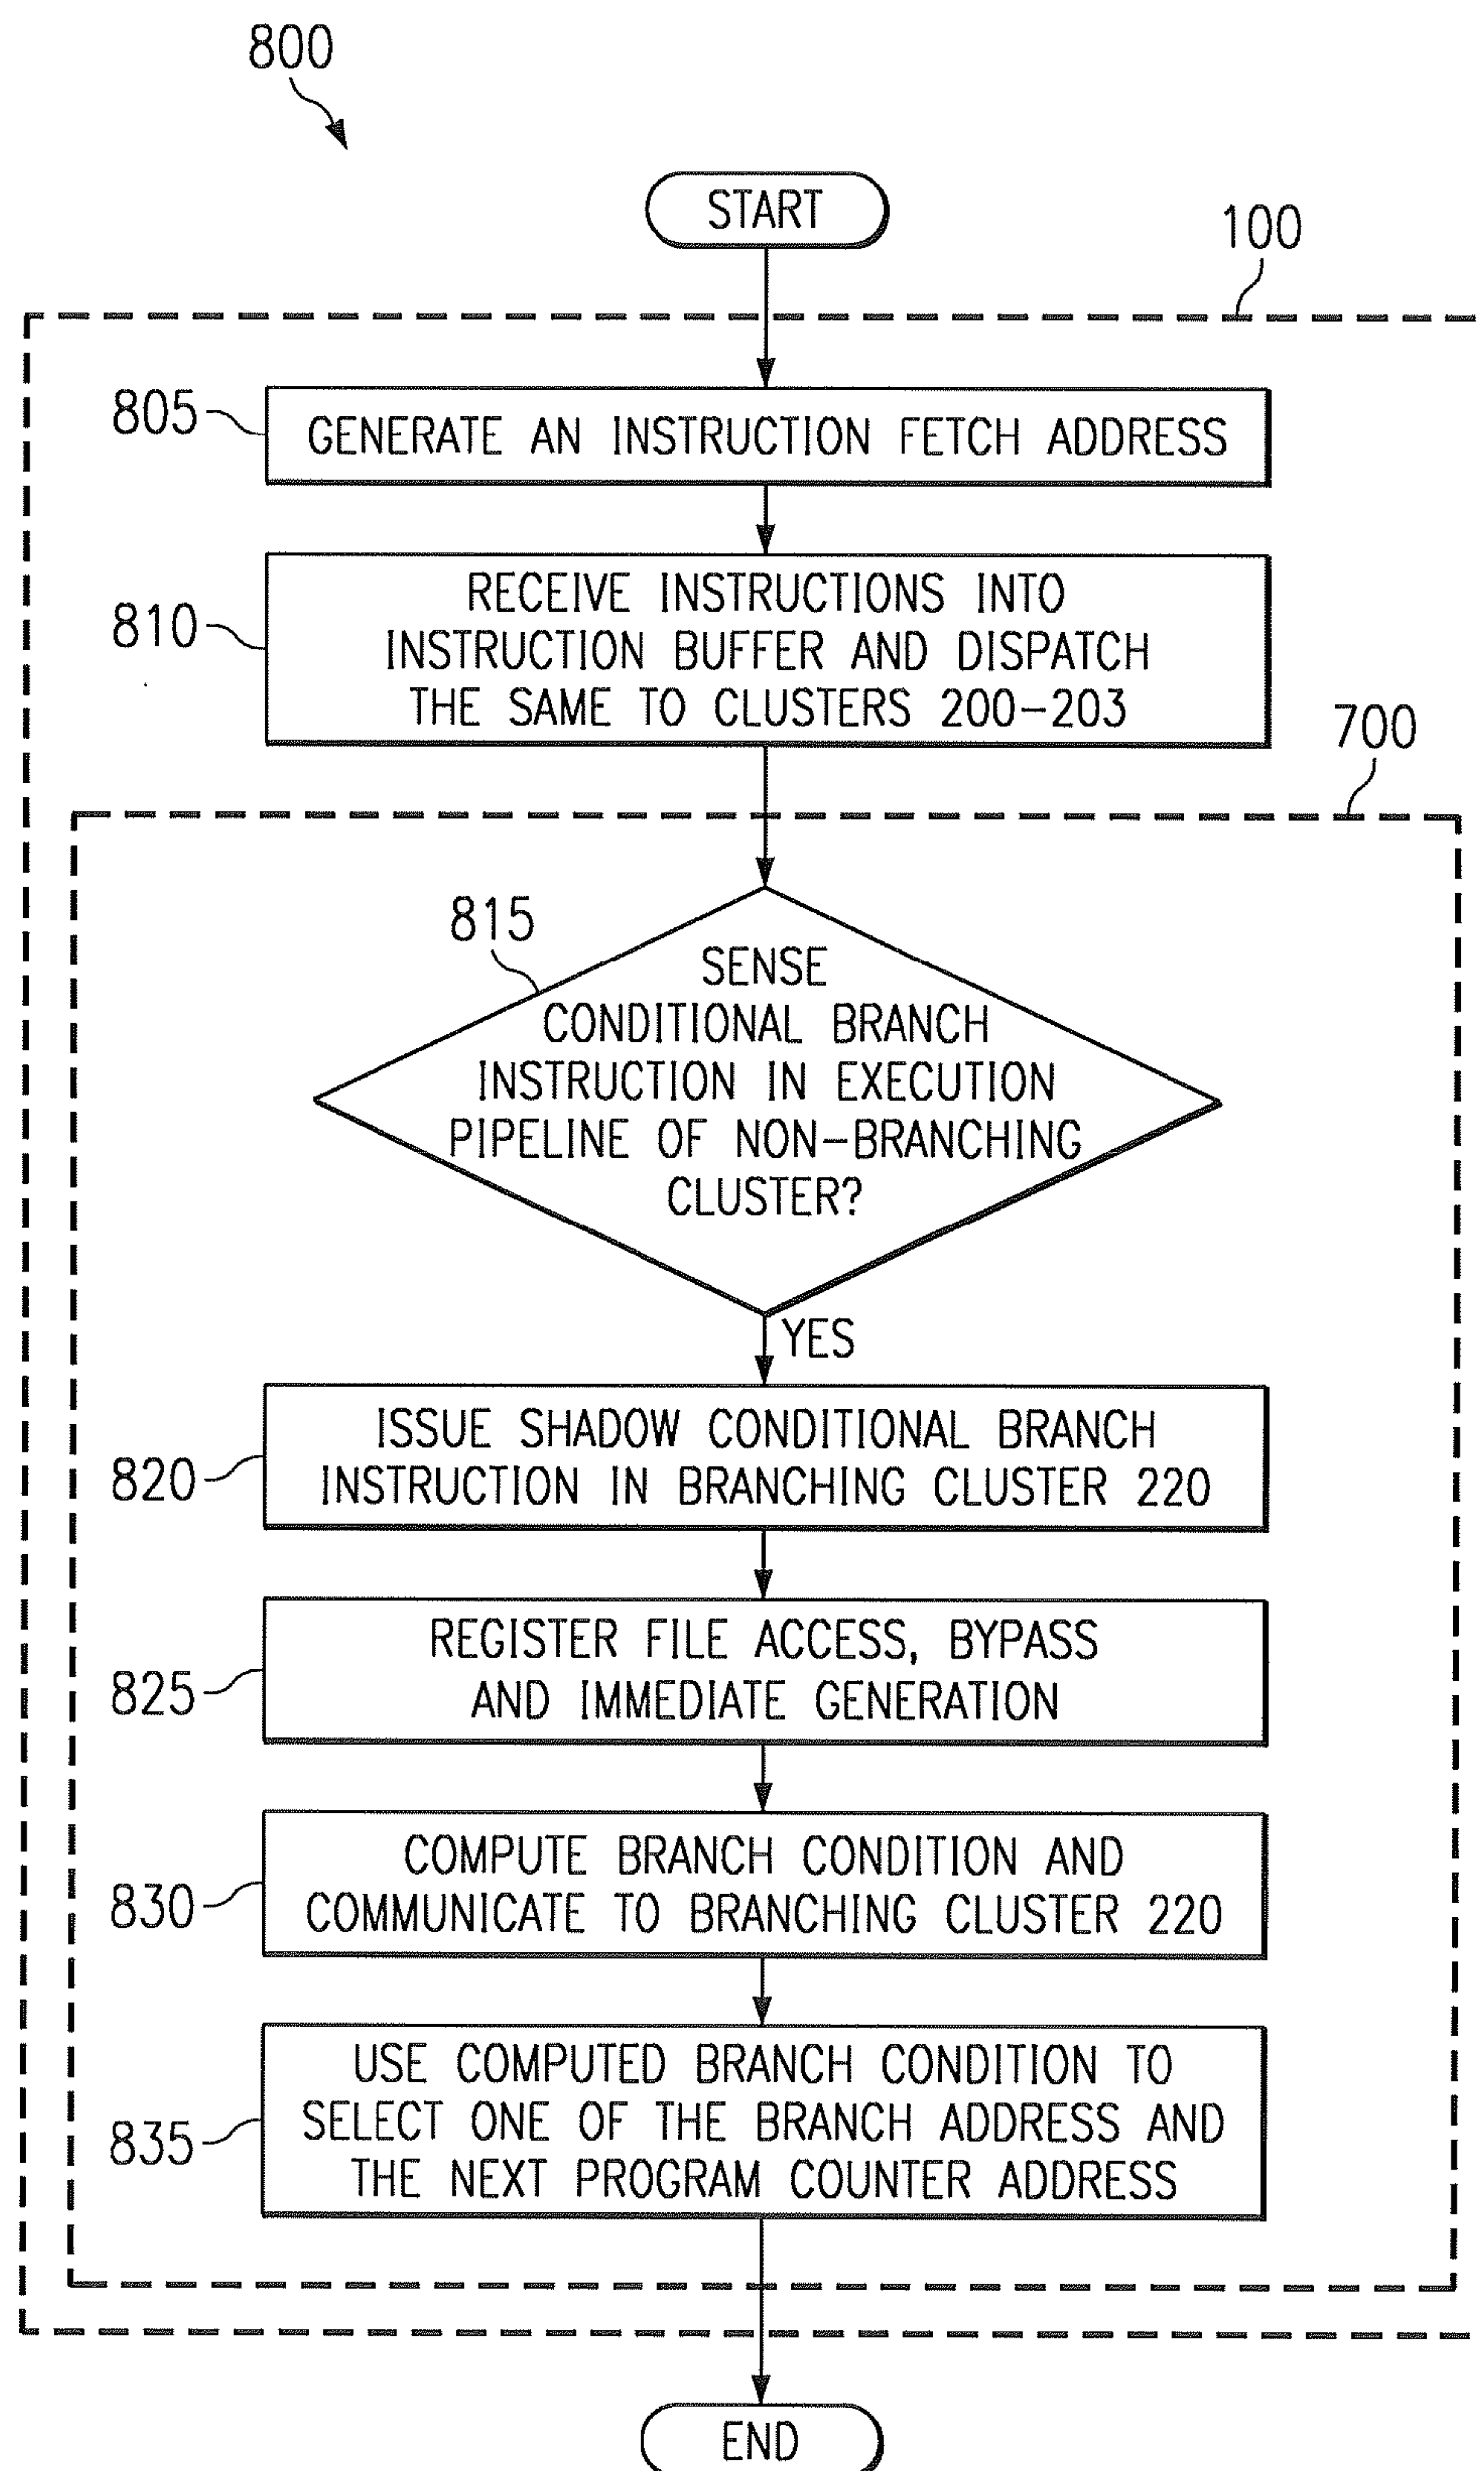 800
START
100
805
GENERATE AN INSTRUCTION FETCH ADDRESS
810
RECEIVE INSTRUCTIONS INTO
INSTRUCTION BUFFER AND DISPATCH
THE SAME TO CLUSTERS 200-203
700
815
SENSE
CONDITIONAL BRANCH
INSTRUCTION IN EXECUTION
PIPELINE OF NON-BRANCHING
CLUSTER?
YES
820
ISSUE SHADOW CONDITIONAL BRANCH
INSTRUCTION IN BRANCHING CLUSTER 220
825
REGISTER FILE ACCESS, BYPASS
AND IMMEDIATE GENERATION
830
COMPUTE BRANCH CONDITION AND
COMMUNICATE TO BRANCHING CLUSTER 220
835
USE COMPUTED BRANCH CONDITION TO
SELECT ONE OF THE BRANCH ADDRESS AND
THE NEXT PROGRAM COUNTER ADDRESS
END